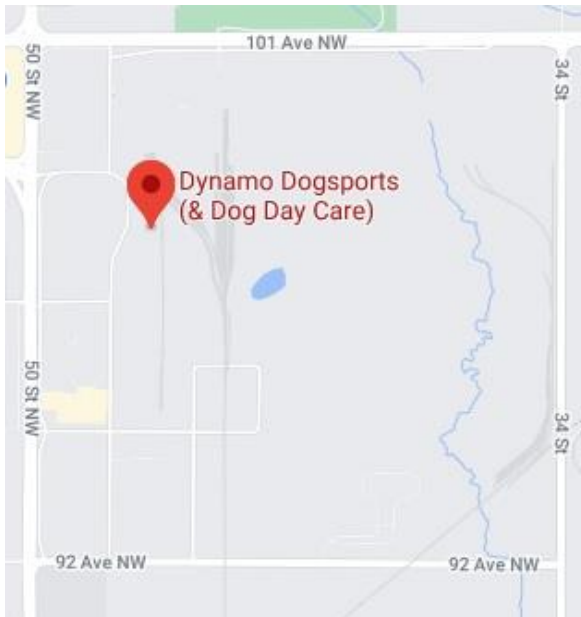 101 Ave NW
50 St NW
34 St
Dynamo Dogsports
(& Dog Day Care)
50 St NW
34 St
92 Ave NW
92 Ave NW